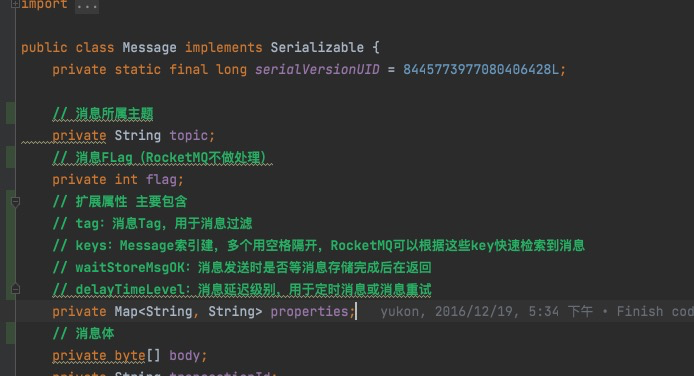 import ...
public class Message implements Serializable {
private static final long serialVersionUID = 8445773977080406428L;
// 消息所属主题
private String topic;
// 消息FLag（RocketMQ不做处理）
private int flag;
// 扩展属性 主要包含
// tag：消息Tag，用于消息过滤
// keys：Message索引建，多个用空格隔开，RocketMQ可以根据这些key快速检索到消息
// waitStoreMsgOK：消息发送时是否等消息存储完成后在返回
// delayTimeLevel：消息延迟级别，用于定时消息或消息重试
private Map<String, String> properties; yukon, 2016/12/19, 5:34 下午 • Finish cod
// 消息体
private byte[] body;
private String transactionId;